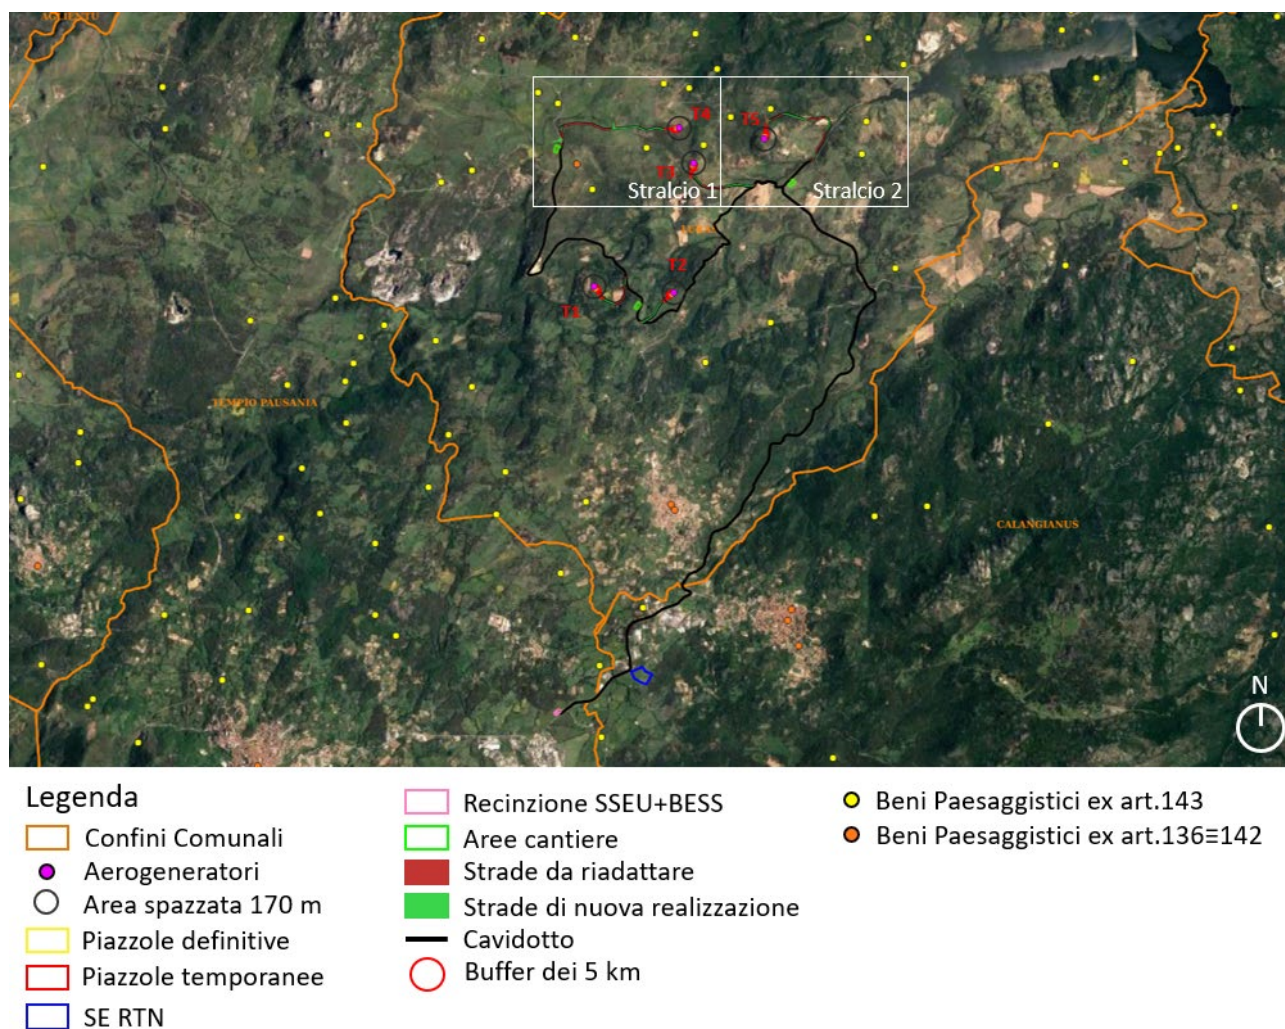 AGLIENTU
T4
T5
T3
Stralcio 1
Stralcio 2
T2
T1
TEMPIO PAUSANIA
CALANGIANUS
N
Legenda
Confini Comunali
Aerogeneratori
Area spazzata 170 m
Piazzole definitive
Piazzole temporanee
SE RTN
Recinzione SSEU+BESS
Aree cantiere
Strade da riadattare
Strade di nuova realizzazione
Cavidotto
Buffer dei 5 km
Beni Paesaggistici ex art.143
Beni Paesaggistici ex art.136≡142